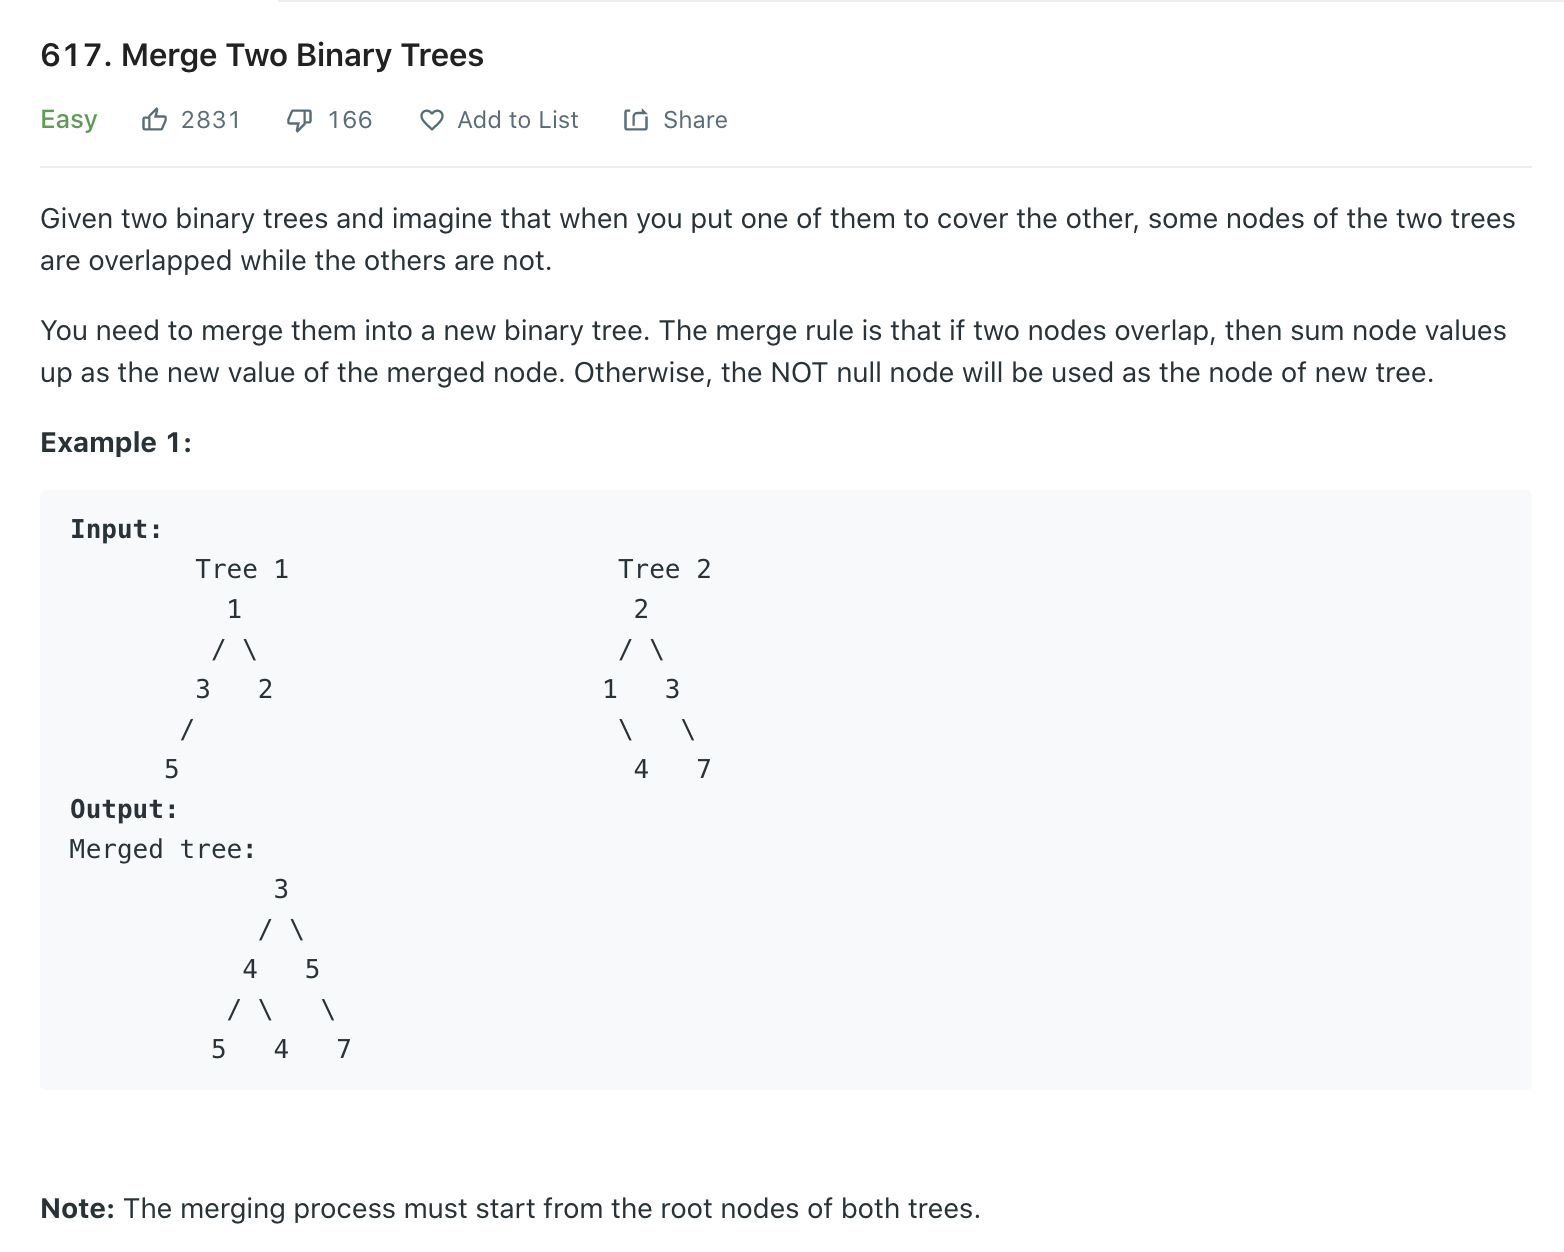 617. Merge Two Binary Trees
Easy 2831 166 Add to List Share
Given two binary trees and imagine that when you put one of them to cover the other, some nodes of the two trees
are overlapped while the others are not.
You need to merge them into a new binary tree. The merge rule is that if two nodes overlap, then sum node values
up as the new value of the merged node. Otherwise, the NOT null node will be used as the node of new tree.
Example 1:
Input:
        Tree 1                     Tree 2
          1                         2
         / \                       / \
        3   2                     1   3
       /                           \   \
      5                             4   7
Output:
Merged tree:
             3
            / \
           4   5
          / \   \
         5   4   7
Note: The merging process must start from the root nodes of both trees.